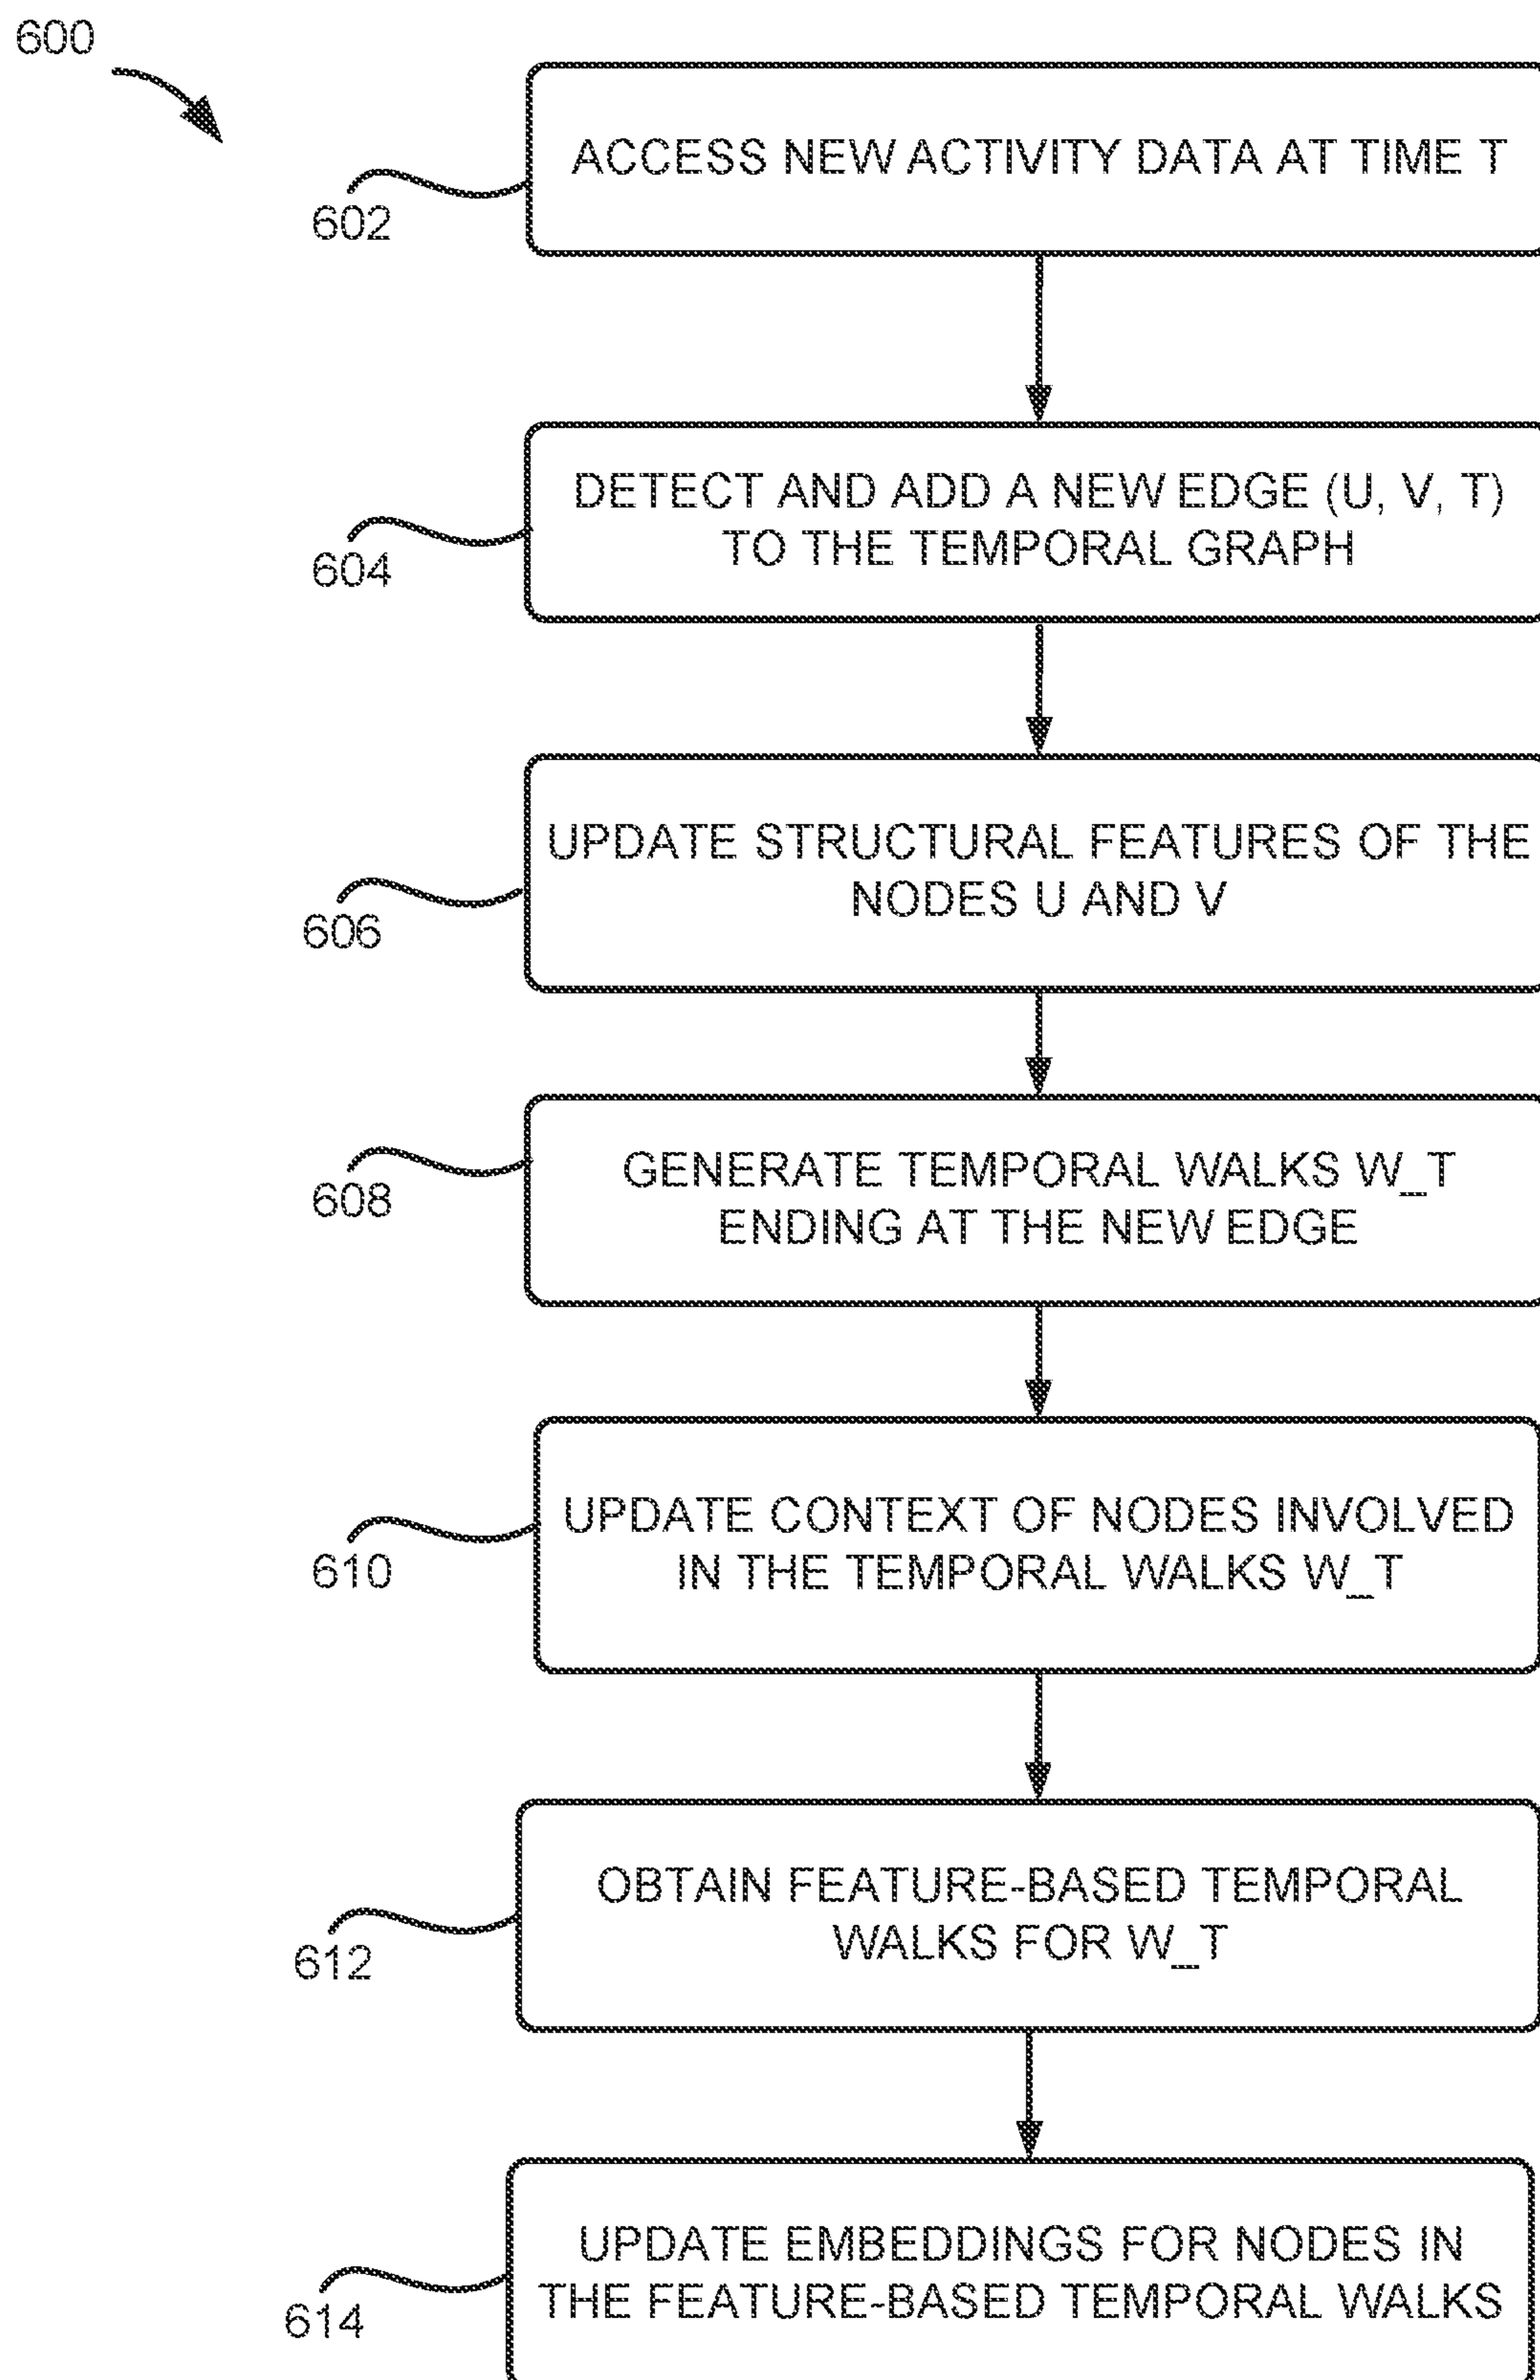 600
ACCESS NEW ACTIVITY DATA AT TIME T
602
DETECT AND ADD A NEW EDGE (U, V, T)
TO THE TEMPORAL GRAPH
604
UPDATE STRUCTURAL FEATURES OF THE
NODES U AND V
606
GENERATE TEMPORAL WALKS W_T
ENDING AT THE NEW EDGE
608
UPDATE CONTEXT OF NODES INVOLVED
IN THE TEMPORAL WALKS W_T
610
OBTAIN FEATURE-BASED TEMPORAL
WALKS FOR W_T
612
UPDATE EMBEDDINGS FOR NODES IN
THE FEATURE-BASED TEMPORAL WALKS
614